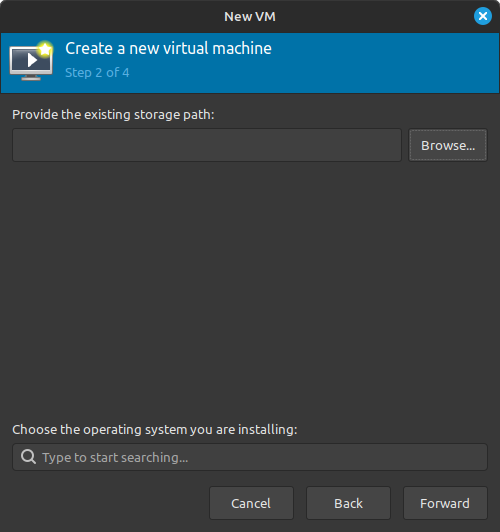 New VM
Create a new virtual machine
Step 2 of 4
Provide the existing storage path:
Browse...
Choose the operating system you are installing:
Type to start searching...
Cancel Back Forward